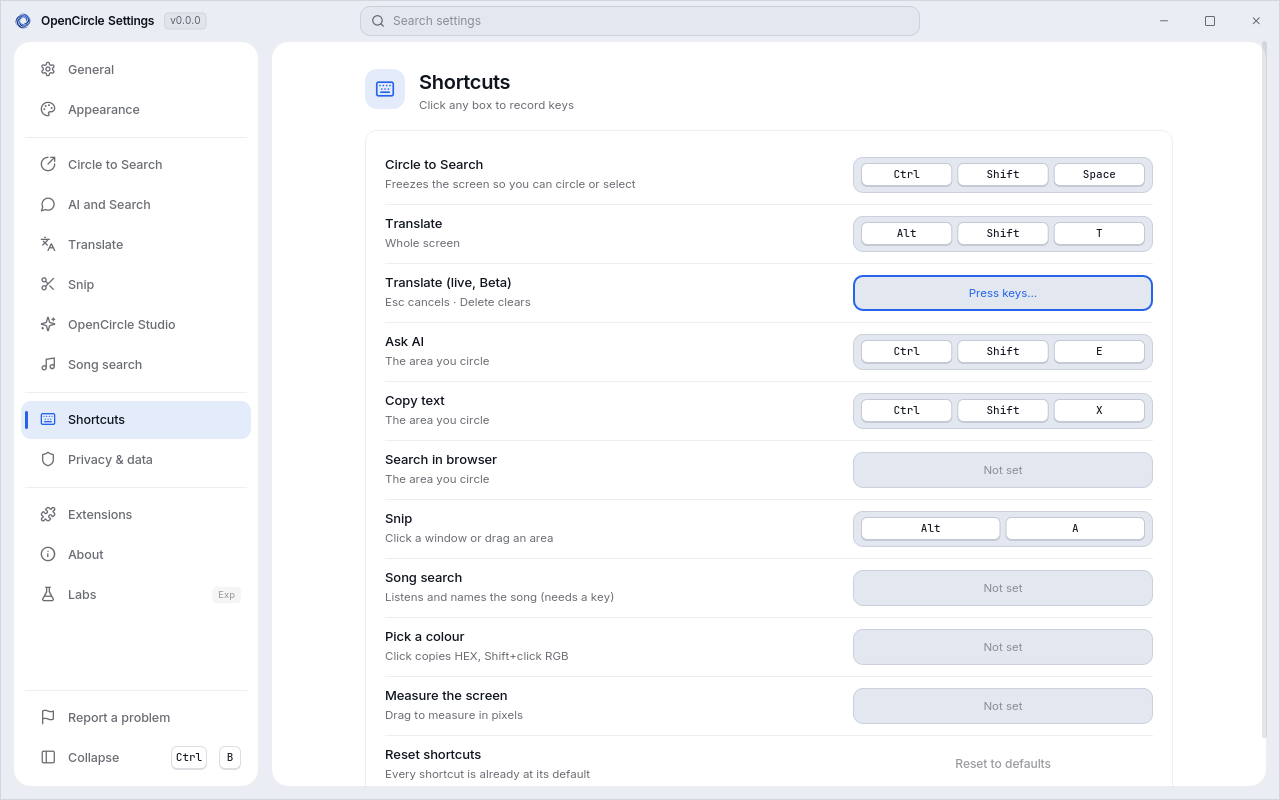 OpenCircle Settings v0.0.0
Search settings
General
Appearance
Circle to Search
AI and Search
Translate
Snip
OpenCircle Studio
Song search
Shortcuts
Privacy & data
Extensions
About
Labs Exp
Report a problem
Collapse Ctrl B
Shortcuts
Click any box to record keys
Circle to Search
Freezes the screen so you can circle or select
Ctrl Shift Space
Translate
Whole screen
Alt Shift T
Translate (live, Beta)
Esc cancels · Delete clears
Press keys...
Ask AI
The area you circle
Ctrl Shift E
Copy text
The area you circle
Ctrl Shift X
Search in browser
The area you circle
Not set
Snip
Click a window or drag an area
Alt A
Song search
Listens and names the song (needs a key)
Not set
Pick a colour
Click copies HEX, Shift+click RGB
Not set
Measure the screen
Drag to measure in pixels
Not set
Reset shortcuts
Every shortcut is already at its default
Reset to defaults